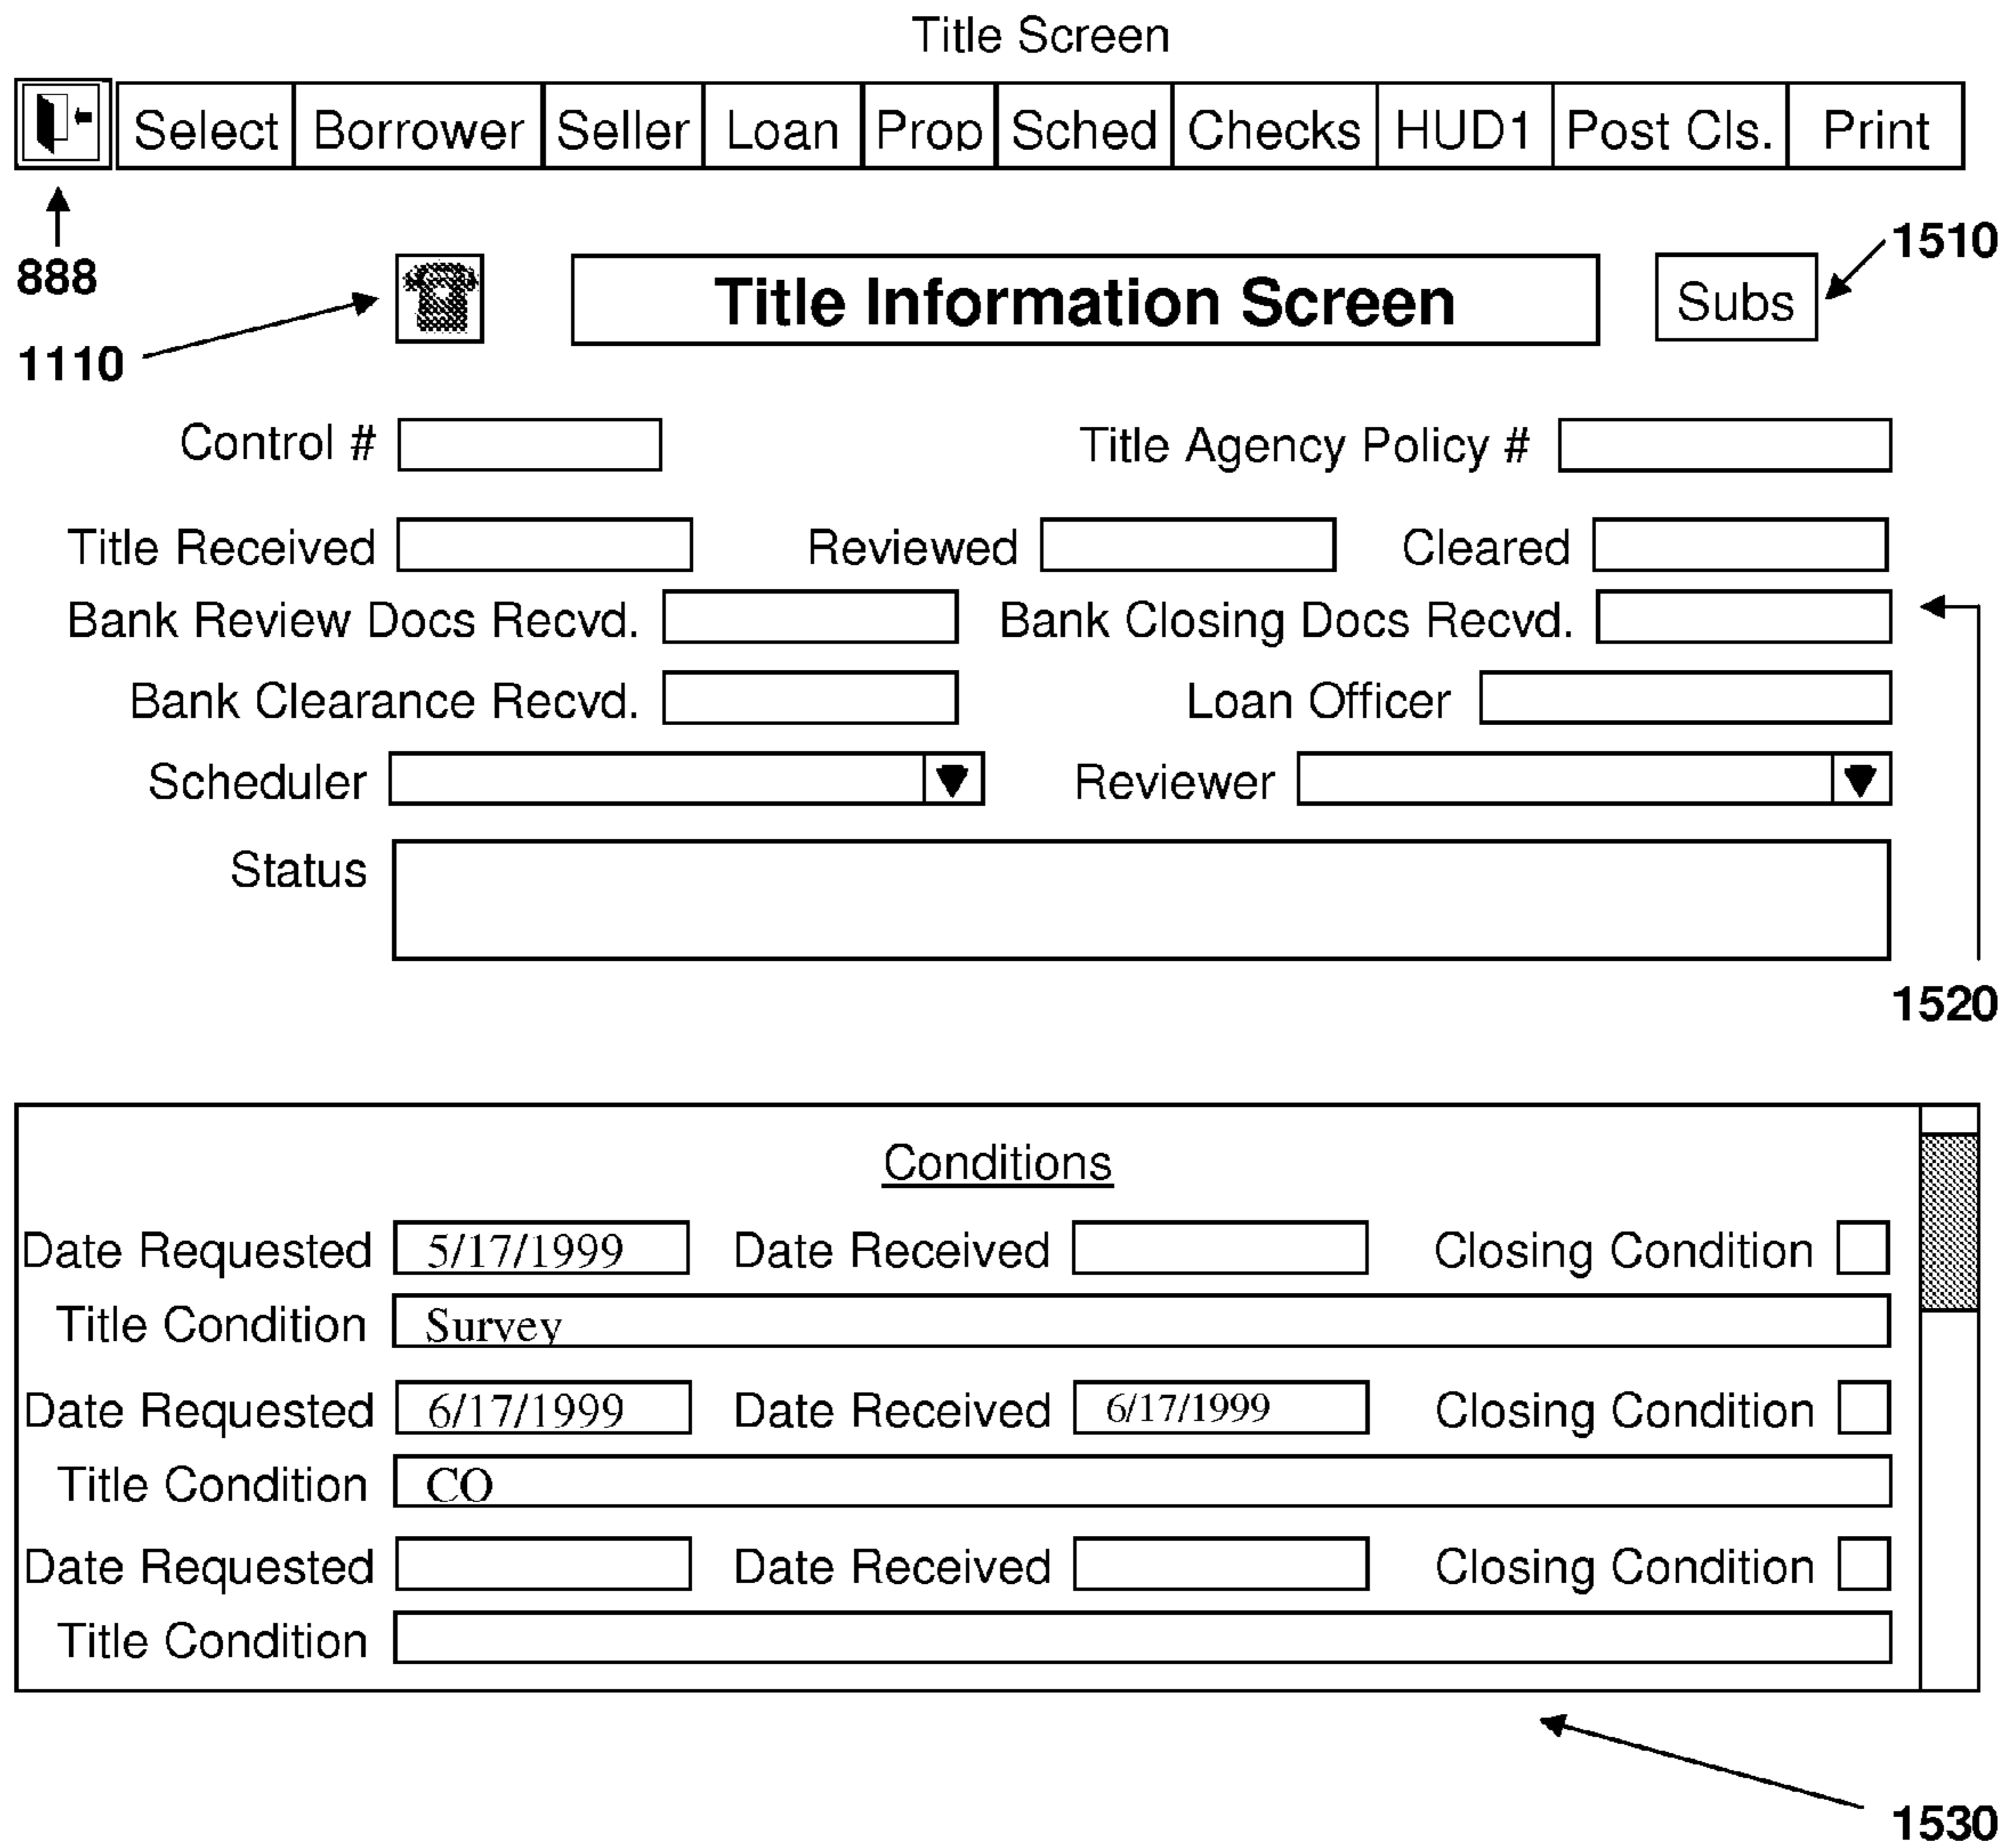 Title Screen
Select Borrower Seller Loan Prop Sched Checks HUD1 Post Cls. Print
888
1110
Title Information Screen
Subs
1510
Control # Title Agency Policy #
Title Received Reviewed Cleared
Bank Review Docs Recvd. Bank Closing Docs Recvd.
Bank Clearance Recvd. Loan Officer
Scheduler Reviewer
Status
1520
Conditions
Date Requested 5/17/1999 Date Received Closing Condition
Title Condition Survey
Date Requested 6/17/1999 Date Received 6/17/1999 Closing Condition
Title Condition CO
Date Requested Date Received Closing Condition
Title Condition
1530